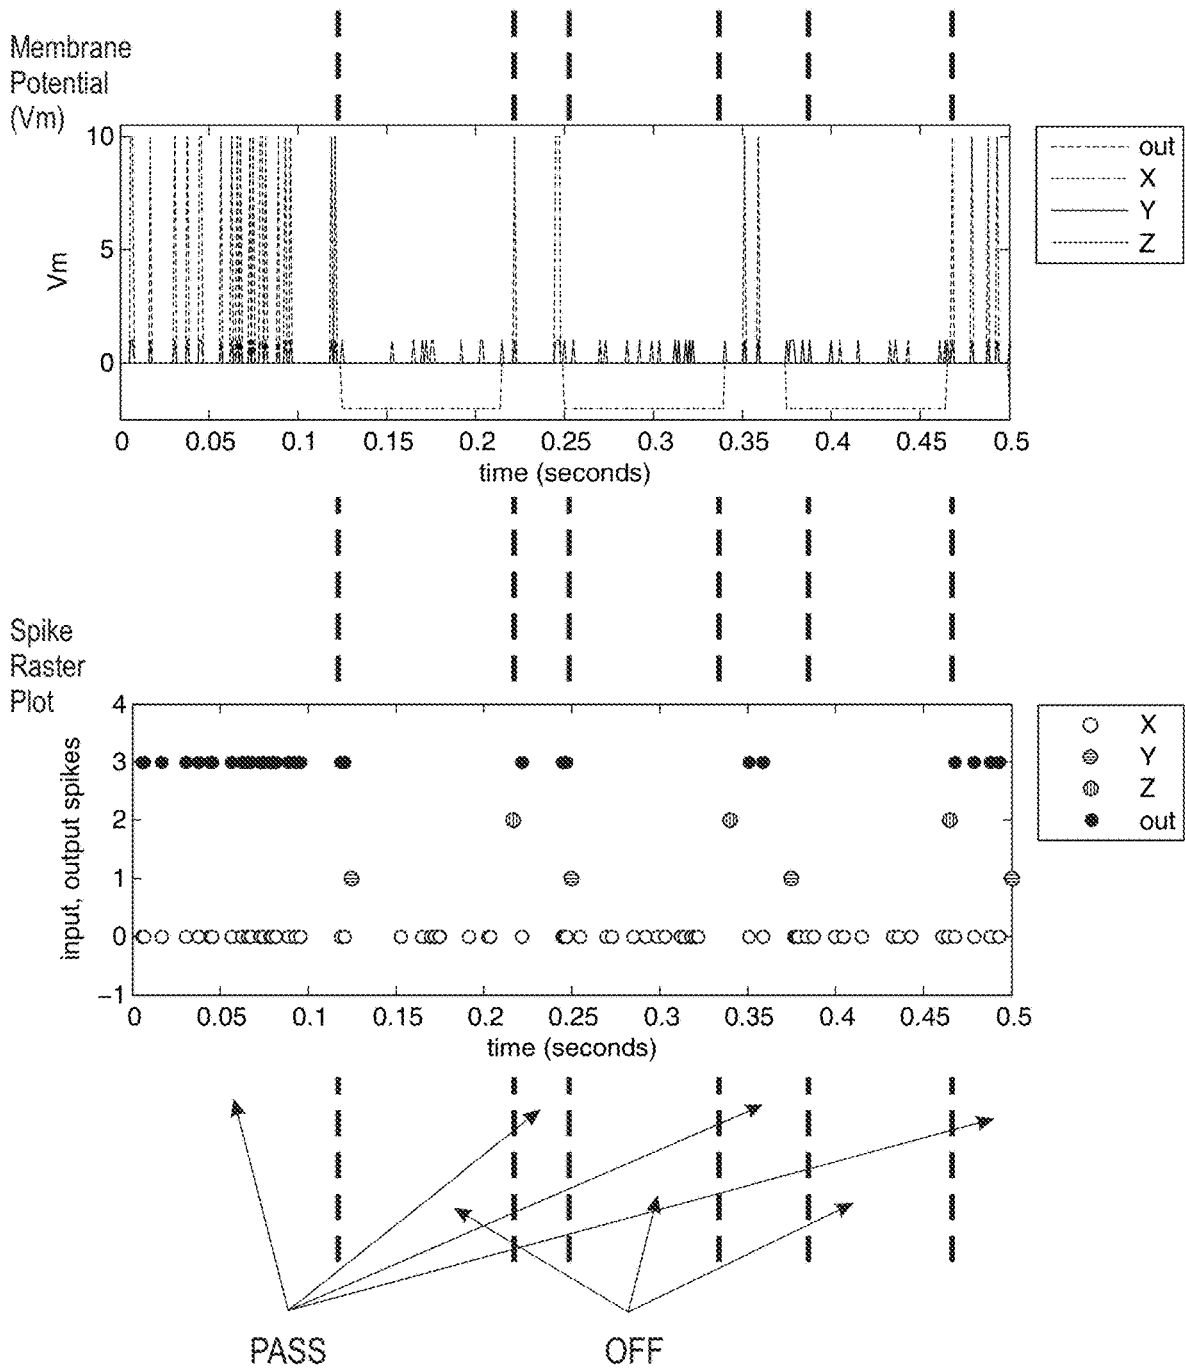 Membrane
Potential
(Vm)
10
5
0
Vm
0 0.05 0.1 0.15 0.2 0.25 0.3 0.35 0.4 0.45 0.5
time (seconds)
out
X
Y
Z
Spike
Raster
Plot
4
3
2
1
0
-1
input, output spikes
0 0.05 0.1 0.15 0.2 0.25 0.3 0.35 0.4 0.45 0.5
time (seconds)
X
Y
Z
out
PASS OFF